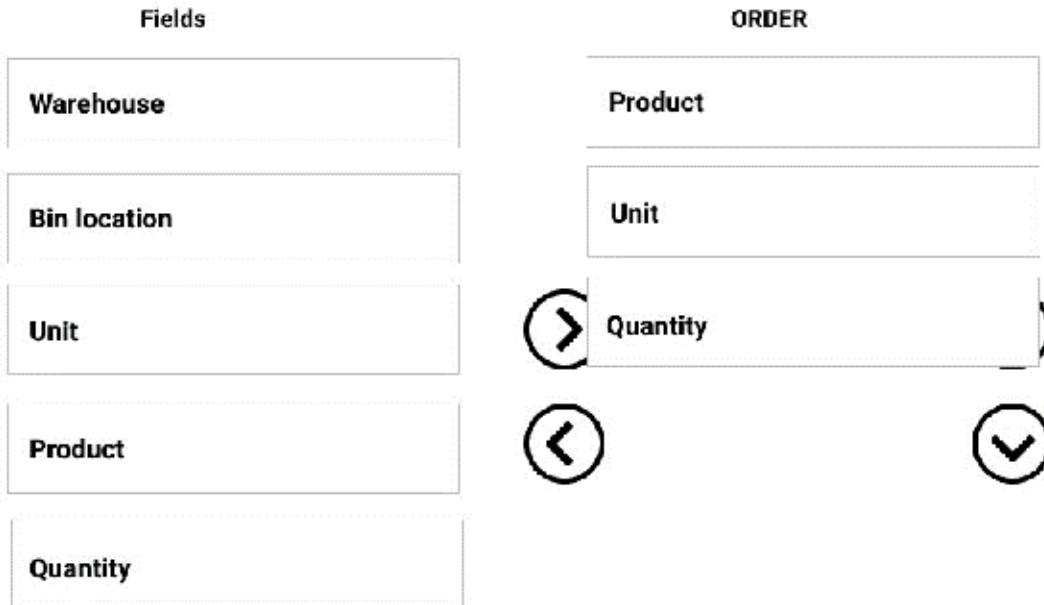 Fields
Warehouse
Bin location
Unit
Product
Quantity
ORDER
Product
Unit
Quantity